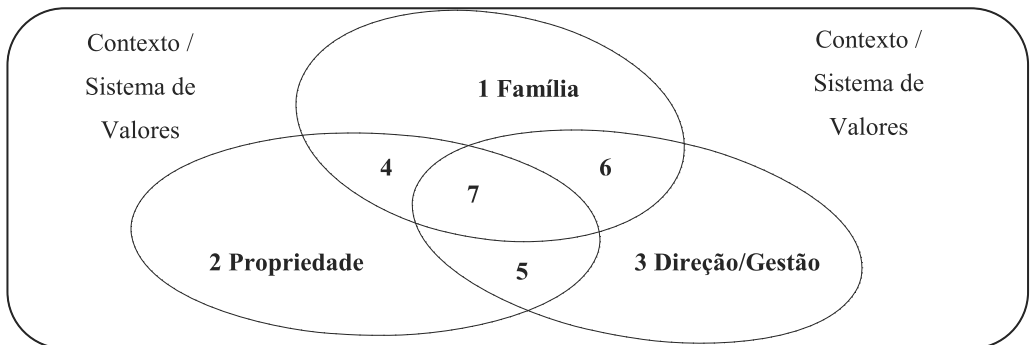 Contexto /
Sistema de
Valores
Contexto /
Sistema de
Valores
1 Família
4
6
7
2 Propriedade
5
3 Direção/Gestão